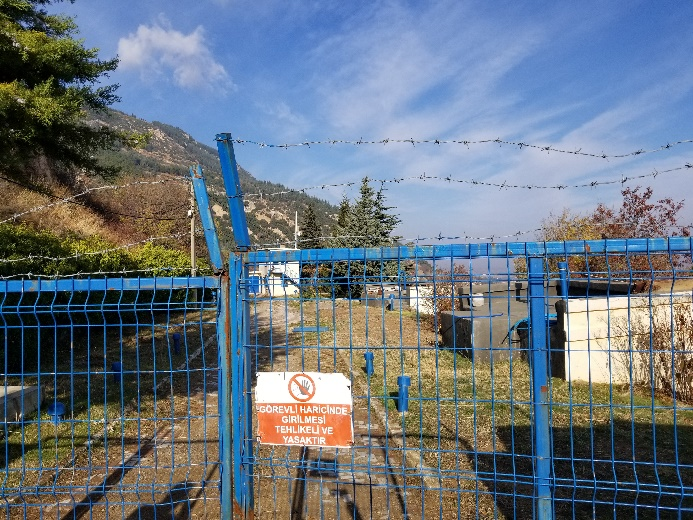 GÖREVLİ HARİCİNDE
GİRİLMESİ
TEHLİKELİ VE
YASAKTIR